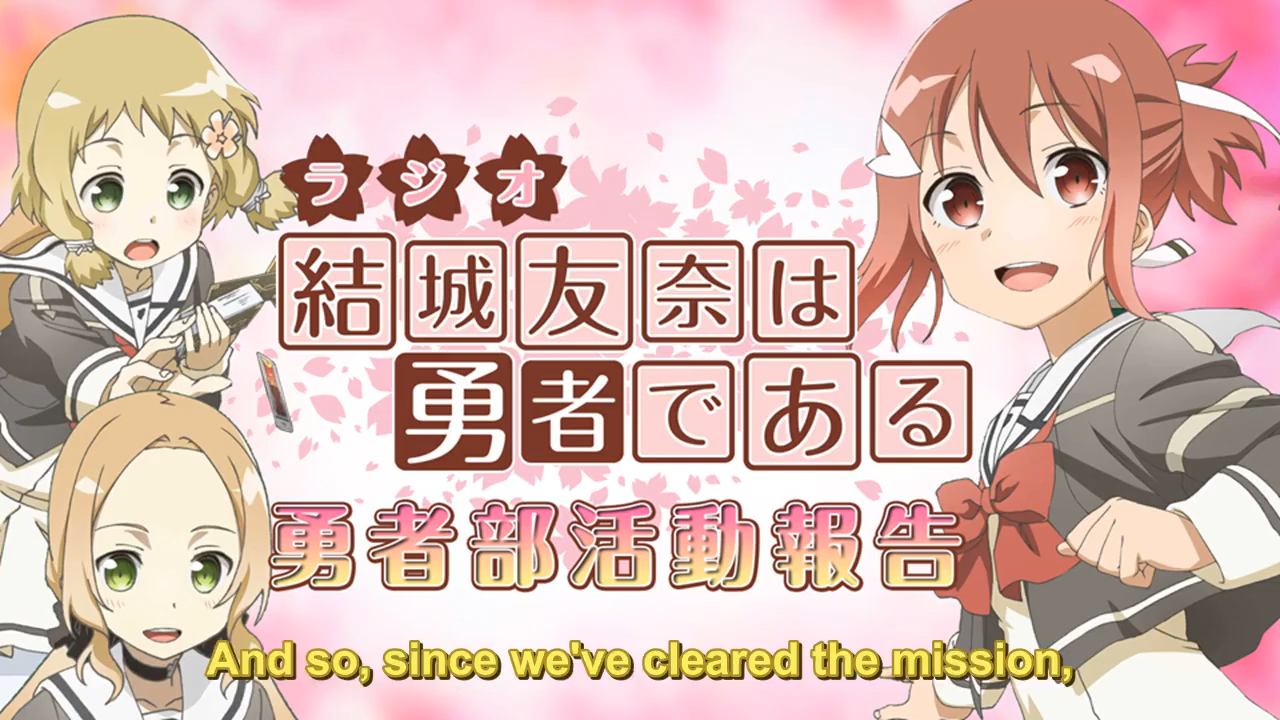 ラジオ
結城友奈は
勇者である
勇者部活動報告
And so, since we've cleared the mission,